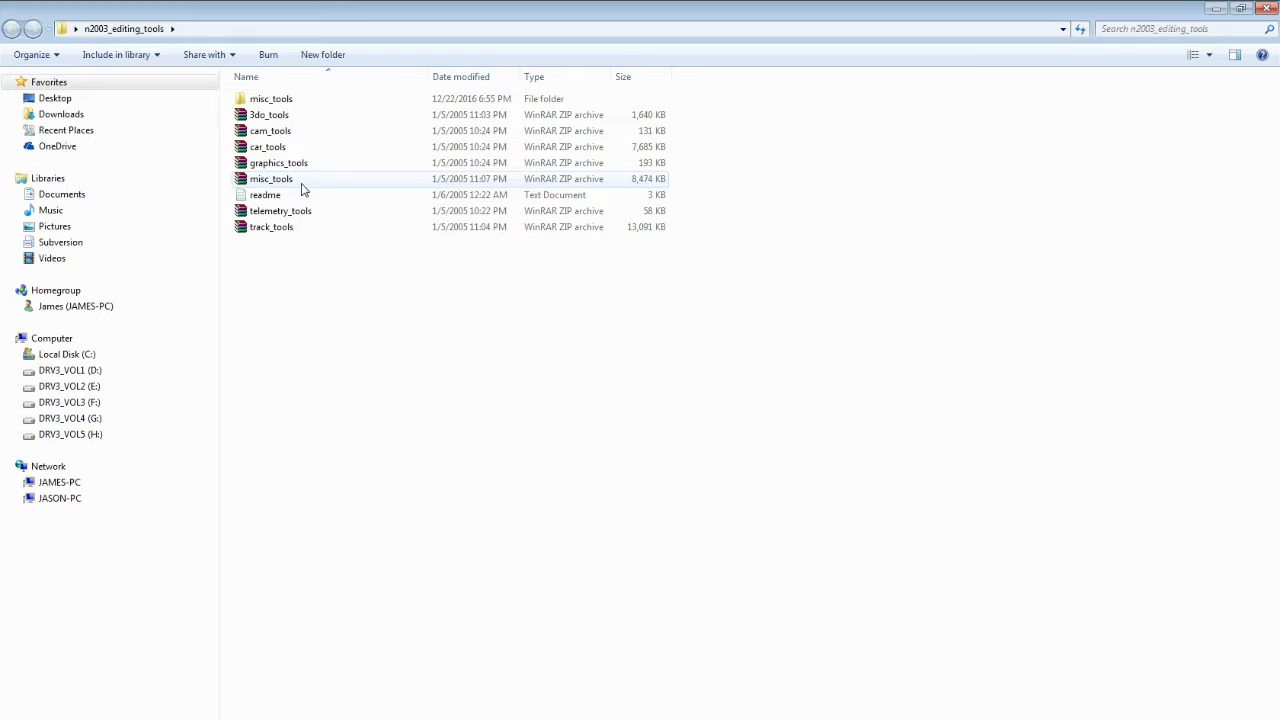 n2003_editing_tools
Search n2003_editing_tools
Organize Include in library Share with Burn New folder
Name Date modified Type Size
Favorites
Desktop
Downloads
Recent Places
OneDrive
Libraries
Documents
Music
Pictures
Subversion
Videos
Homegroup
James (JAMES-PC)
Computer
Local Disk (C:)
DRV3_VOL1 (D:)
DRV3_VOL2 (E:)
DRV3_VOL3 (F:)
DRV3_VOL4 (G:)
DRV3_VOL5 (H:)
Network
JAMES-PC
JASON-PC
misc_tools 12/22/2016 6:55 PM File folder
3do_tools 1/5/2005 11:03 PM WinRAR ZIP archive 1,640 KB
cam_tools 1/5/2005 10:24 PM WinRAR ZIP archive 131 KB
car_tools 1/5/2005 10:24 PM WinRAR ZIP archive 7,685 KB
graphics_tools 1/5/2005 10:24 PM WinRAR ZIP archive 193 KB
misc_tools 1/5/2005 11:07 PM WinRAR ZIP archive 8,474 KB
readme 1/6/2005 12:22 AM Text Document 3 KB
telemetry_tools 1/5/2005 10:22 PM WinRAR ZIP archive 58 KB
track_tools 1/5/2005 11:04 PM WinRAR ZIP archive 13,091 KB